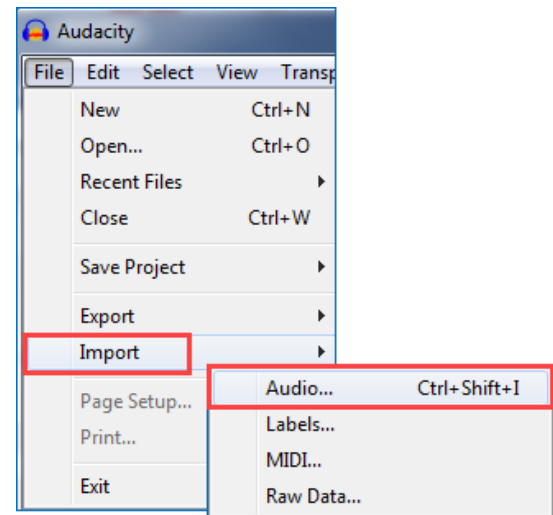 Audacity
File Edit Select View Transp
New Ctrl+N
Open... Ctrl+O
Recent Files
Close Ctrl+W
Save Project
Export
Import
Audio... Ctrl+Shift+I
Page Setup...
Labels...
Print...
MIDI...
Exit
Raw Data...